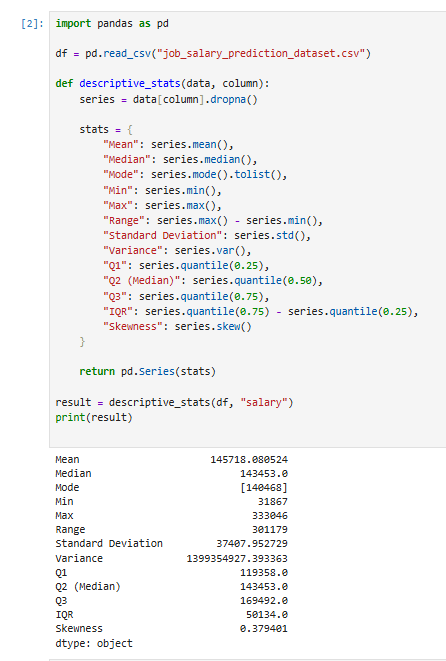 [2]: import pandas as pd
df = pd.read_csv("job_salary_prediction_dataset.csv")
def descriptive_stats(data, column):
    series = data[column].dropna()
    stats = {
        "Mean": series.mean(),
        "Median": series.median(),
        "Mode": series.mode().tolist(),
        "Min": series.min(),
        "Max": series.max(),
        "Range": series.max() - series.min(),
        "Standard Deviation": series.std(),
        "Variance": series.var(),
        "Q1": series.quantile(0.25),
        "Q2 (Median)": series.quantile(0.50),
        "Q3": series.quantile(0.75),
        "IQR": series.quantile(0.75) - series.quantile(0.25),
        "Skewness": series.skew()
    }
    return pd.Series(stats)
result = descriptive_stats(df, "salary")
print(result)
Mean 145718.080524
Median 143453.0
Mode [140468]
Min 31867
Max 333046
Range 301179
Standard Deviation 37407.952729
Variance 1399354927.393363
Q1 119358.0
Q2 (Median) 143453.0
Q3 169492.0
IQR 50134.0
Skewness 0.379401
dtype: object